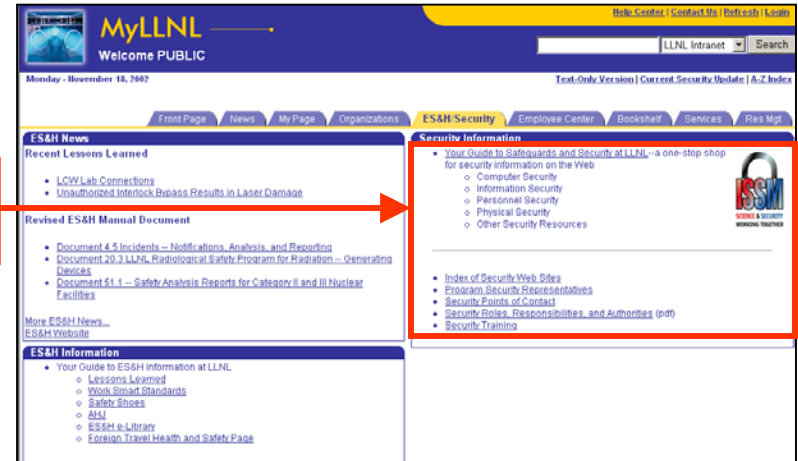 Help Center | Contact Us | Refresh | Login
MyLLNL
Welcome PUBLIC
LLNL Intranet Search
Monday - November 18, 2002
Text-Only Version | Current Security Update | A-Z Index
Front Page News My Page Organizations ES&H/Security Employee Center Bookshelf Services Res Mgt
ES&H News
Recent Lessons Learned
LCW Lab Connections
Unauthorized Interlock Bypass Results in Laser Damage
Revised ES&H Manual Document
Document 4.5 Incidents -- Notifications, Analysis, and Reporting
Document 20.3 LLNL Radiological Safety Program for Radiation -- Generating
Devices
Document 51.1 -- Safety Analysis Reports for Category II and III Nuclear
Facilities
More ES&H News...
ES&H Website
ES&H Information
Your Guide to ES&H information at LLNL
Lessons Learned
Work Smart Standards
Safety Shoes
AHJ
ES&H e-Library
Foreign Travel Health and Safety Page
Security Information
Your Guide to Safeguards and Security at LLNL--a one-stop shop
for security information on the Web
Computer Security
Information Security
Personnel Security
Physical Security
Other Security Resources
ISSM
SCIENCE & SECURITY
WORKING TOGETHER
Index of Security Web Sites
Program Security Representatives
Security Points of Contact
Security Roles, Responsibilities, and Authorities (pdf)
Security Training